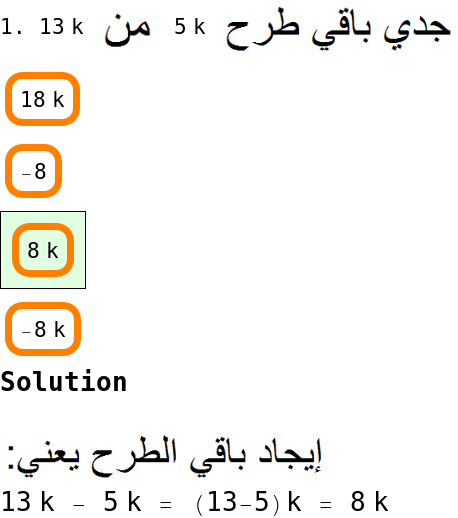 1. جدي باقي طرح 5 k من 13 k
18 k
-8
8 k
-8 k
Solution
إيجاد باقي الطرح يعني:
13 k - 5 k = (13-5) k = 8 k